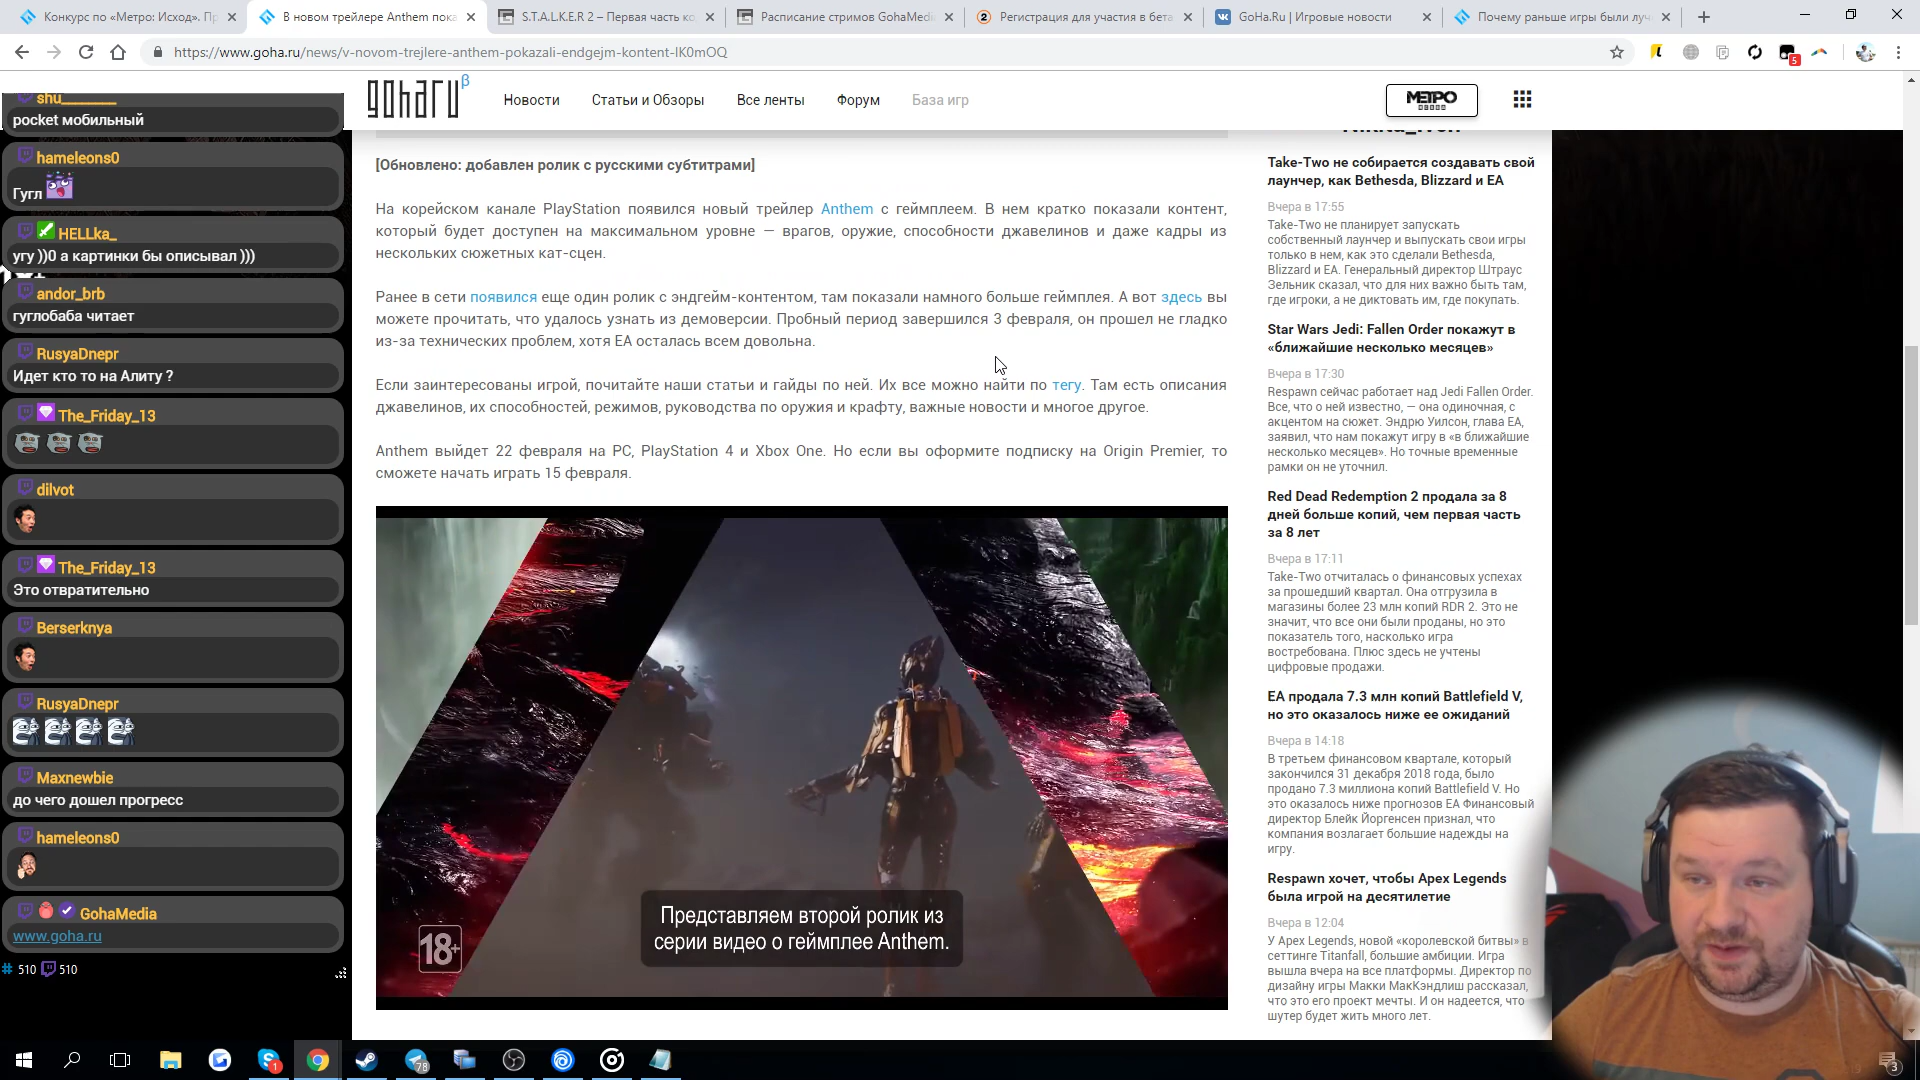 Конкурс по «Метро: Исход». Пр
В новом трейлере Anthem пока
S.T.A.L.K.E.R 2 – Первая часть ко
Расписание стримов GohaMedi
Регистрация для участия в бета
GoHa.Ru | Игровые новости
Почему раньше игры были луч
https://www.goha.ru/news/v-novom-trejlere-anthem-pokazali-endgejm-kontent-lK0mOQ
5
goharu β
Новости
Статьи и Обзоры
Все ленты
Форум
База игр
МЕТРО
shu_______
pocket мобильный
hameleons0
Гугл
HELLka_
угу ))0 а картинки бы описывал )))
andor_brb
гуглобаба читает
RusyaDnepr
Идет кто то на Алиту ?
The_Friday_13
dilvot
The_Friday_13
Это отвратительно
Berserknya
RusyaDnepr
Maxnewbie
до чего дошел прогресс
hameleons0
GohaMedia
www.goha.ru
510 510
[Обновлено: добавлен ролик с русскими субтитрами]
На корейском канале PlayStation появился новый трейлер Anthem с геймплеем. В нем кратко показали контент,
который будет доступен на максимальном уровне — врагов, оружие, способности джавелинов и даже кадры из
нескольких сюжетных кат-сцен.
Ранее в сети появился еще один ролик с эндгейм-контентом, там показали намного больше геймплея. А вот здесь вы
можете прочитать, что удалось узнать из демоверсии. Пробный период завершился 3 февраля, он прошел не гладко
из-за технических проблем, хотя EA осталась всем довольна.
Если заинтересованы игрой, почитайте наши статьи и гайды по ней. Их все можно найти по тегу. Там есть описания
джавелинов, их способностей, режимов, руководства по оружия и крафту, важные новости и многое другое.
Anthem выйдет 22 февраля на PC, PlayStation 4 и Xbox One. Но если вы оформите подписку на Origin Premier, то
сможете начать играть 15 февраля.
18+
Представляем второй ролик из
серии видео о геймплее Anthem.
Take-Two не собирается создавать свой
лаунчер, как Bethesda, Blizzard и EA
Вчера в 17:55
Take-Two не планирует запускать
собственный лаунчер и выпускать свои игры
только в нем, как это сделали Bethesda,
Blizzard и EA. Генеральный директор Штраус
Зельник сказал, что для них важно быть там,
где игроки, а не диктовать им, где покупать.
Star Wars Jedi: Fallen Order покажут в
«ближайшие несколько месяцев»
Вчера в 17:30
Respawn сейчас работает над Jedi Fallen Order.
Все, что о ней известно, — она одиночная, с
акцентом на сюжет. Эндрю Уилсон, глава EA,
заявил, что нам покажут игру в «в ближайшие
несколько месяцев». Но точные временные
рамки он не уточнил.
Red Dead Redemption 2 продала за 8
дней больше копий, чем первая часть
за 8 лет
Вчера в 17:11
Take-Two отчиталась о финансовых успехах
за прошедший квартал. Она отгрузила в
магазины более 23 млн копий RDR 2. Это не
значит, что все они были проданы, но это
показатель того, насколько игра
востребована. Плюс здесь не учтены
цифровые продажи.
EA продала 7.3 млн копий Battlefield V,
но это оказалось ниже ее ожиданий
Вчера в 14:18
В третьем финансовом квартале, который
закончился 31 декабря 2018 года, было
продано 7.3 миллиона копий Battlefield V. Но
это оказалось ниже прогнозов EA Финансовый
директор Блейк Йоргенсен признал, что
компания возлагает большие надежды на
игру.
Respawn хочет, чтобы Apex Legends
была игрой на десятилетие
Вчера в 12:04
У Apex Legends, новой «королевской битвы» в
сеттинге Titanfall, большие амбиции. Игра
вышла вчера на все платформы. Директор по
дизайну игры Макки МакКэндлиш рассказал,
что это его проект мечты. И он надеется, что
шутер будет жить много лет.
1
78
3